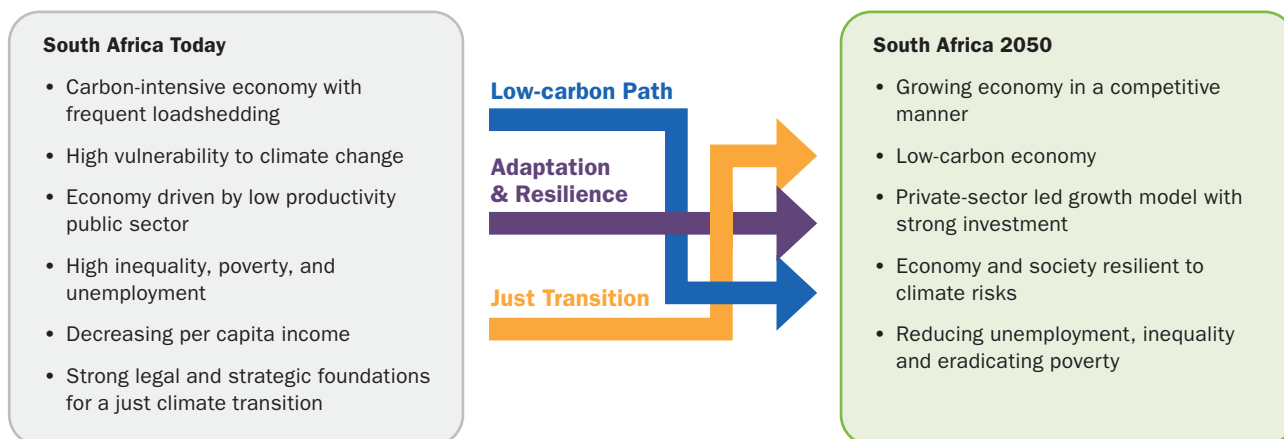 South Africa Today
• Carbon-intensive economy with
frequent loadshedding
• High vulnerability to climate change
• Economy driven by low productivity
public sector
• High inequality, poverty, and
unemployment
• Decreasing per capita income
• Strong legal and strategic foundations
for a just climate transition
Low-carbon Path
Adaptation
& Resilience
Just Transition
South Africa 2050
• Growing economy in a competitive
manner
• Low-carbon economy
• Private-sector led growth model with
strong investment
• Economy and society resilient to
climate risks
• Reducing unemployment, inequality
and eradicating poverty